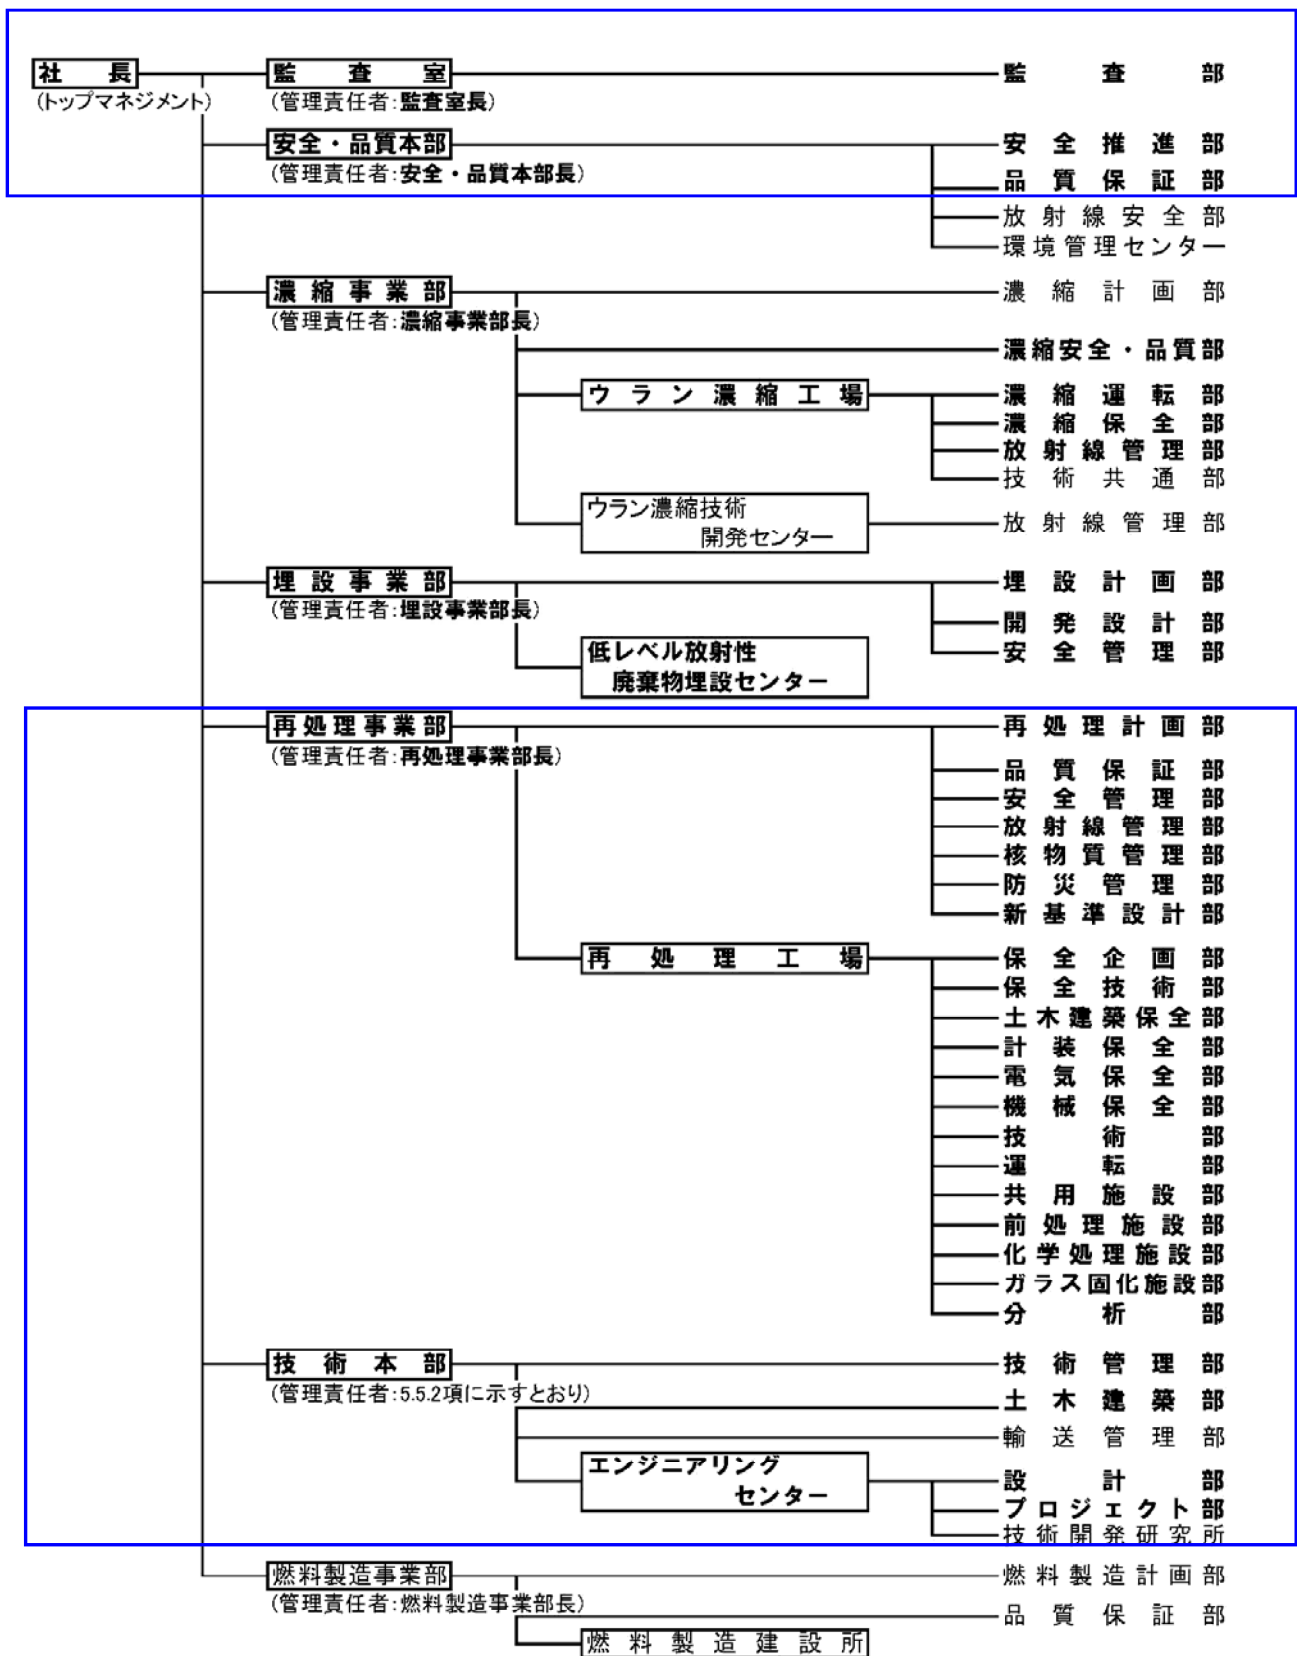 社長 監査室 監査部
(トップマネジメント) (管理責任者:監査室長)
安全・品質本部 安全推進部
(管理責任者:安全・品質本部長)
品質保証部
放射線安全部
環境管理センター
濃縮事業部 濃縮計画部
(管理責任者:濃縮事業部長)
濃縮安全・品質部
ウラン濃縮工場 濃縮運転部
濃縮保全部
放射線管理部
技術共通部
ウラン濃縮技術
開発センター
放射線管理部
埋設事業部 埋設計画部
(管理責任者:埋設事業部長)
開発設計部
安全管理部
低レベル放射性
廃棄物埋設センター
再処理事業部 再処理計画部
(管理責任者:再処理事業部長)
品質保証部
安全管理部
放射線管理部
核物質管理部
防災管理部
新基準設計部
再処理工場 保全企画部
保全技術部
土木建築保全部
計装保全部
電気保全部
機械保全部
技術部
運転部
共用施設部
前処理施設部
化学処理施設部
ガラス固化施設部
分析部
技術本部 技術管理部
(管理責任者:5.5.2項に示すとおり)
土木建築部
輸送管理部
エンジニアリング
センター
設計部
プロジェクト部
技術開発研究所
燃料製造事業部 燃料製造計画部
(管理責任者:燃料製造事業部長)
品質保証部
燃料製造建設所